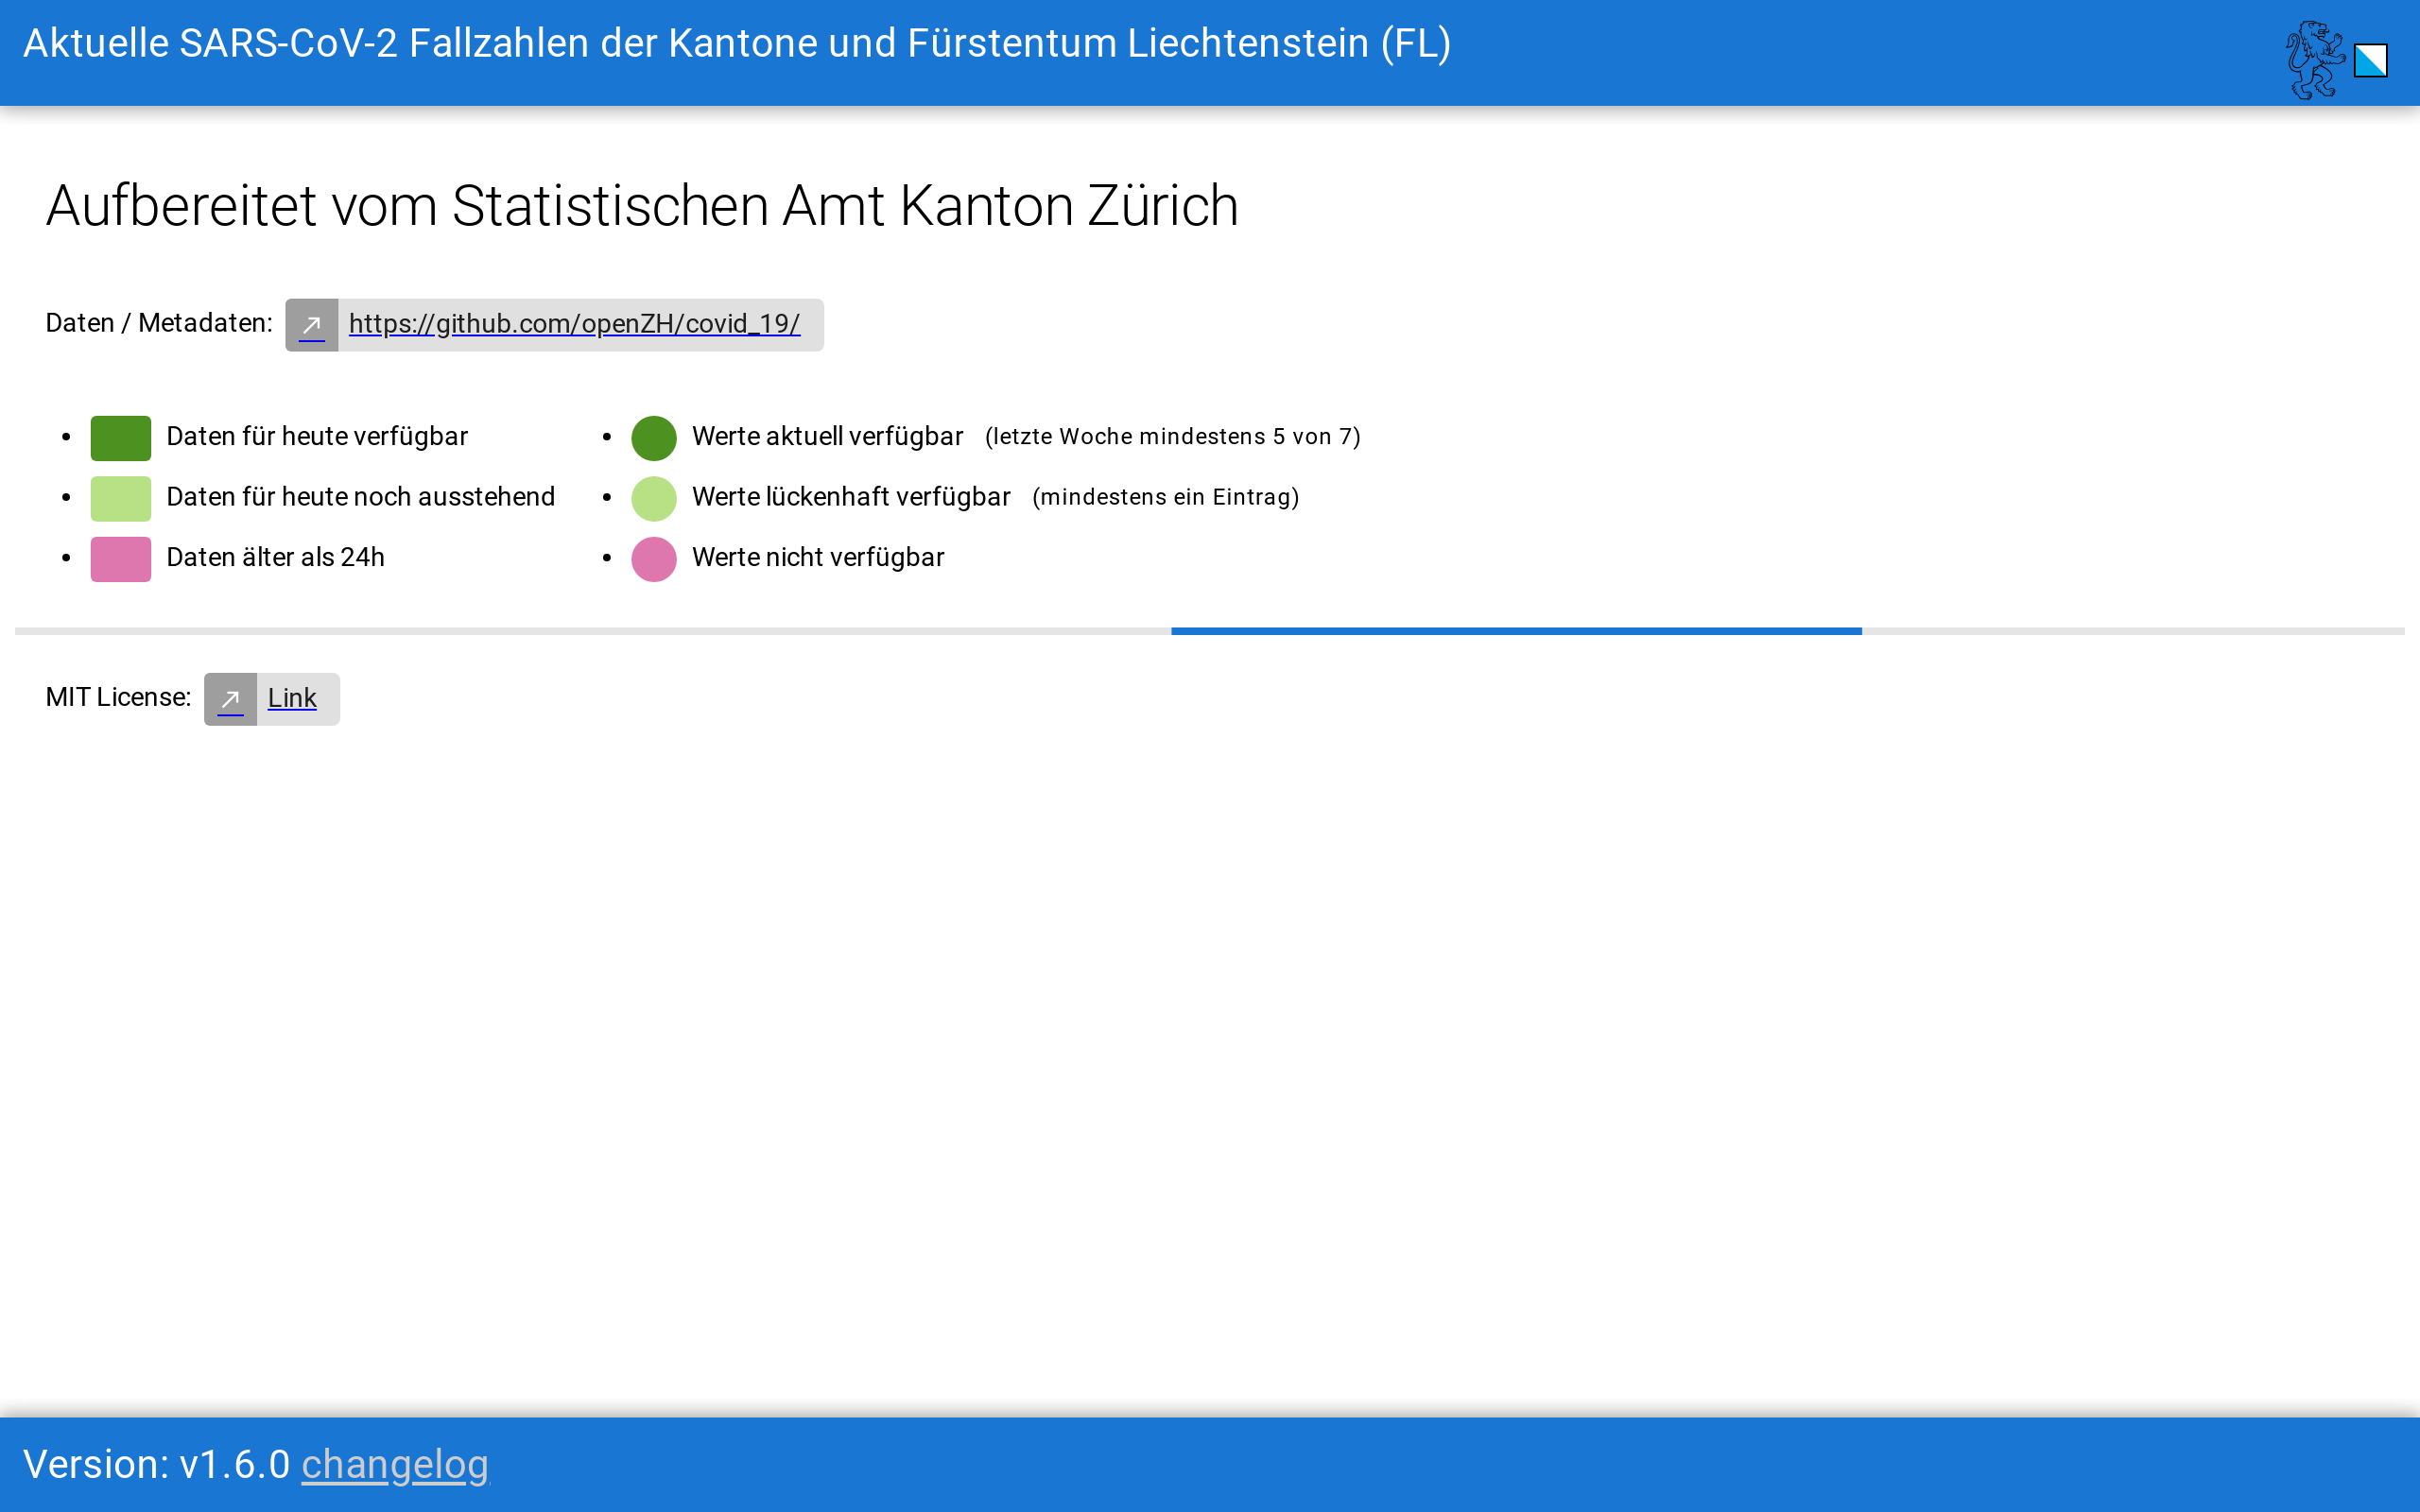 Aktuelle SARS-CoV-2 Fallzahlen der Kantone und Fürstentum Liechtenstein (FL)
Aufbereitet vom Statistischen Amt Kanton Zürich
Daten / Metadaten: https://github.com/openZH/covid_19/
Daten für heute verfügbar
Daten für heute noch ausstehend
Daten älter als 24h
Werte aktuell verfügbar (letzte Woche mindestens 5 von 7)
Werte lückenhaft verfügbar (mindestens ein Eintrag)
Werte nicht verfügbar
MIT License: Link
Version: v1.6.0 changelog